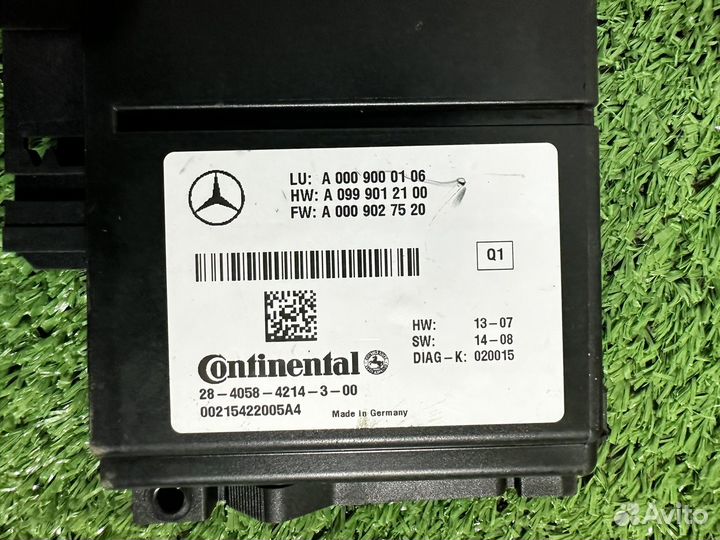 LU: A 000 900 01 06
HW: A 099 901 21 00
FW: A 000 902 75 20
Q1
HW: 13-07
SW: 14-08
DIAG-K: 020015
Continental
28-4058-4214-3-00
00215422005A4
Made in Germany
Avito